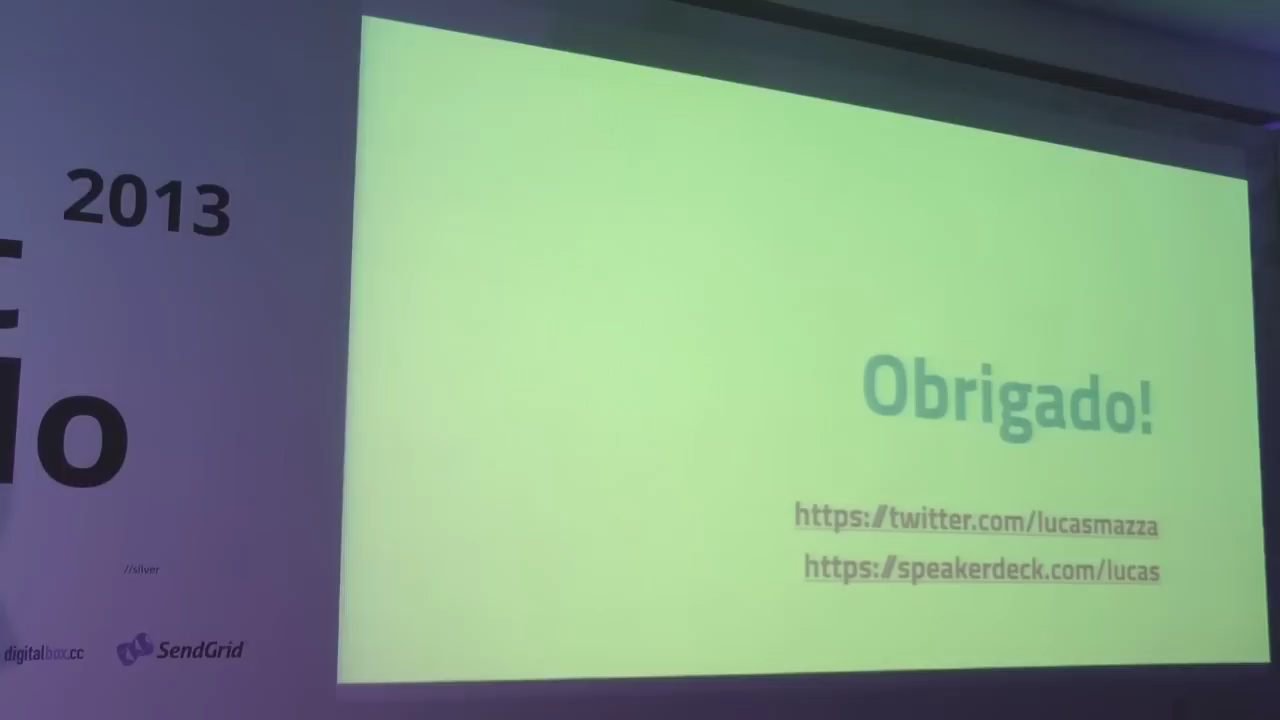 2013
io
//silver
digitalbox.cc
SendGrid
Obrigado!
https://twitter.com/lucasmazza
https://speakerdeck.com/lucas